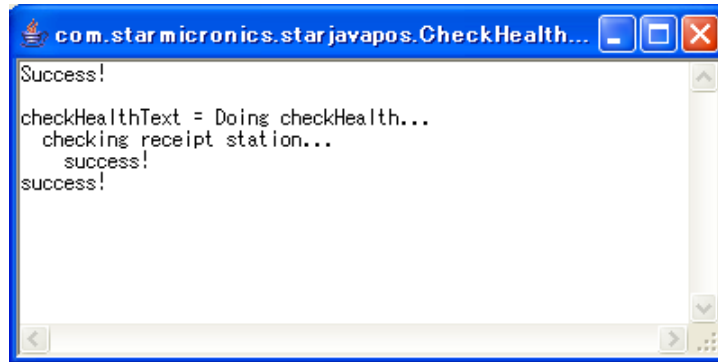 com.starmicronics.starjavapos.CheckHealth...
Success!

checkHealthText = Doing checkHealth...
  checking receipt station...
    success!
success!